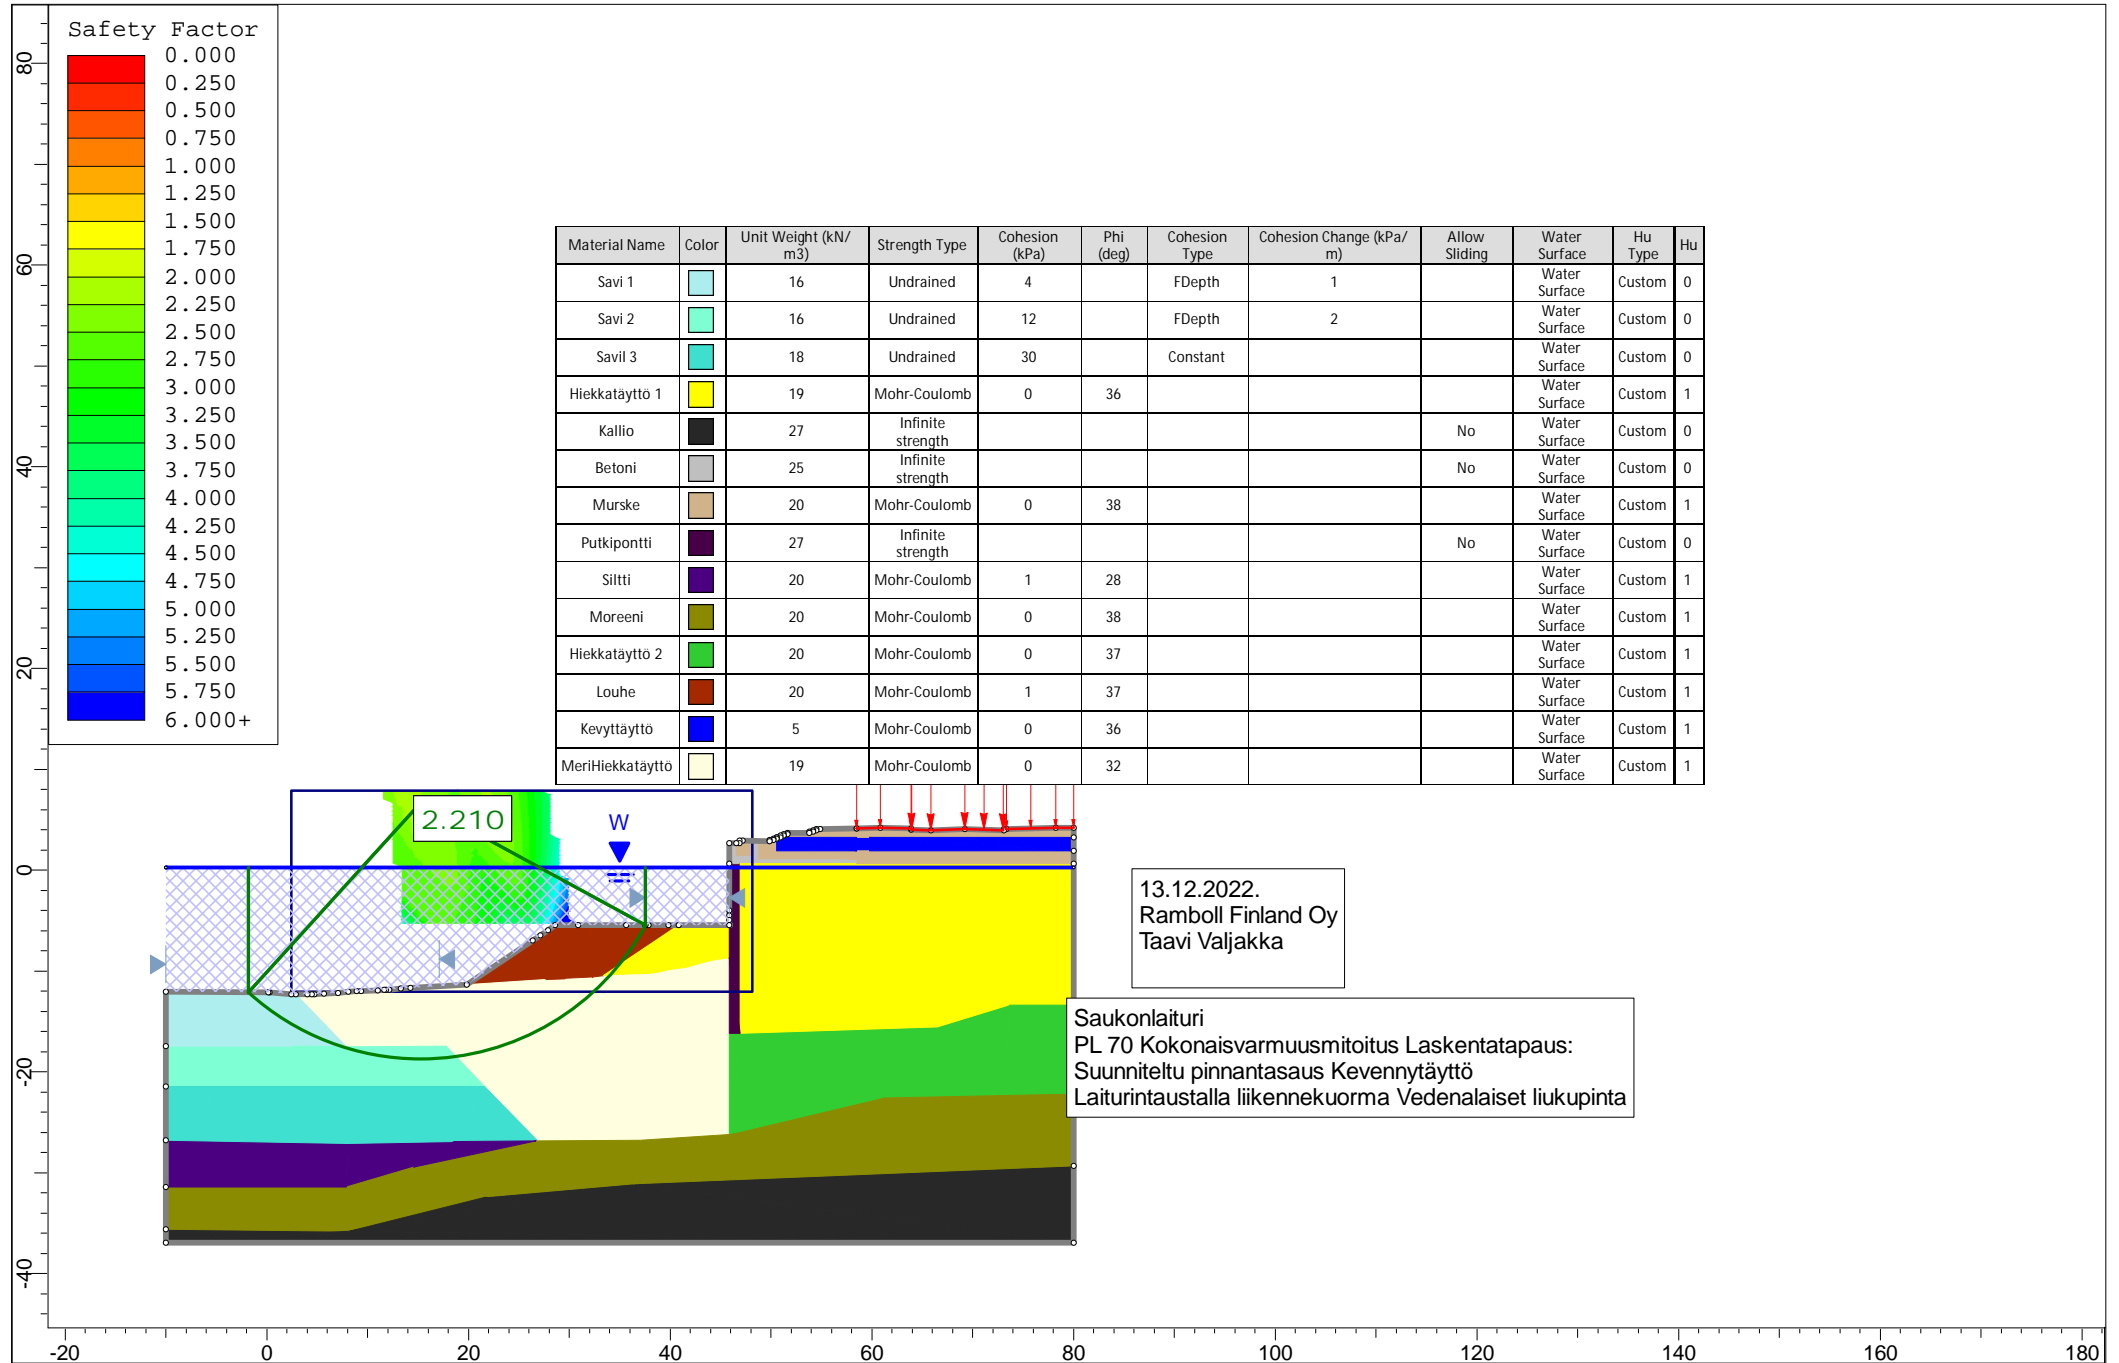 Safety Factor
0.000
0.250
0.500
0.750
1.000
1.250
1.500
1.750
2.000
2.250
2.500
2.750
3.000
3.250
3.500
3.750
4.000
4.250
4.500
4.750
5.000
5.250
5.500
5.750
6.000+
80
60
40
20
0
-20
-40
Material Name Color Unit Weight (kN/m3) Strength Type Cohesion (kPa) Phi (deg) Cohesion Type Cohesion Change (kPa/m) Allow Sliding Water Surface Hu Type Hu
Savi 1 16 Undrained 4 FDepth 1 Water Surface Custom 0
Savi 2 16 Undrained 12 FDepth 2 Water Surface Custom 0
Savil 3 18 Undrained 30 Constant Water Surface Custom 0
Hiekkatäyttö 1 19 Mohr-Coulomb 0 36 Water Surface Custom 1
Kallio 27 Infinite strength No Water Surface Custom 0
Betoni 25 Infinite strength No Water Surface Custom 0
Murske 20 Mohr-Coulomb 0 38 Water Surface Custom 1
Putkipontti 27 Infinite strength No Water Surface Custom 0
Siltti 20 Mohr-Coulomb 1 28 Water Surface Custom 1
Moreeni 20 Mohr-Coulomb 0 38 Water Surface Custom 1
Hiekkatäyttö 2 20 Mohr-Coulomb 0 37 Water Surface Custom 1
Louhe 20 Mohr-Coulomb 1 37 Water Surface Custom 1
Kevyttäyttö 5 Mohr-Coulomb 0 36 Water Surface Custom 1
MeriHiekkatäyttö 19 Mohr-Coulomb 0 32 Water Surface Custom 1
2.210
W
13.12.2022.
Ramboll Finland Oy
Taavi Valjakka
Saukonlaituri
PL 70 Kokonaisvarmuusmitoitus Laskentatapaus:
Suunniteltu pinnantasaus Kevennytäyttö
Laiturintaustalla liikennekuorma Vedenalaiset liukupinta
-20 0 20 40 60 80 100 120 140 160 180